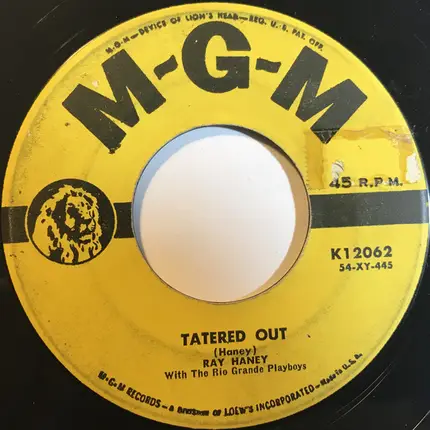 M-G-M—DEVICE OF LION'S HEAD—REG. U. S. PAT. OFF.
M-G-M
45 R.P.M.
K12062
54-XY-445
TATERED OUT
(Haney)
RAY HANEY
With The Rio Grande Playboys
M-G-M RECORDS—A DIVISION OF LOEW'S INCORPORATED.—Made in U.S.A.